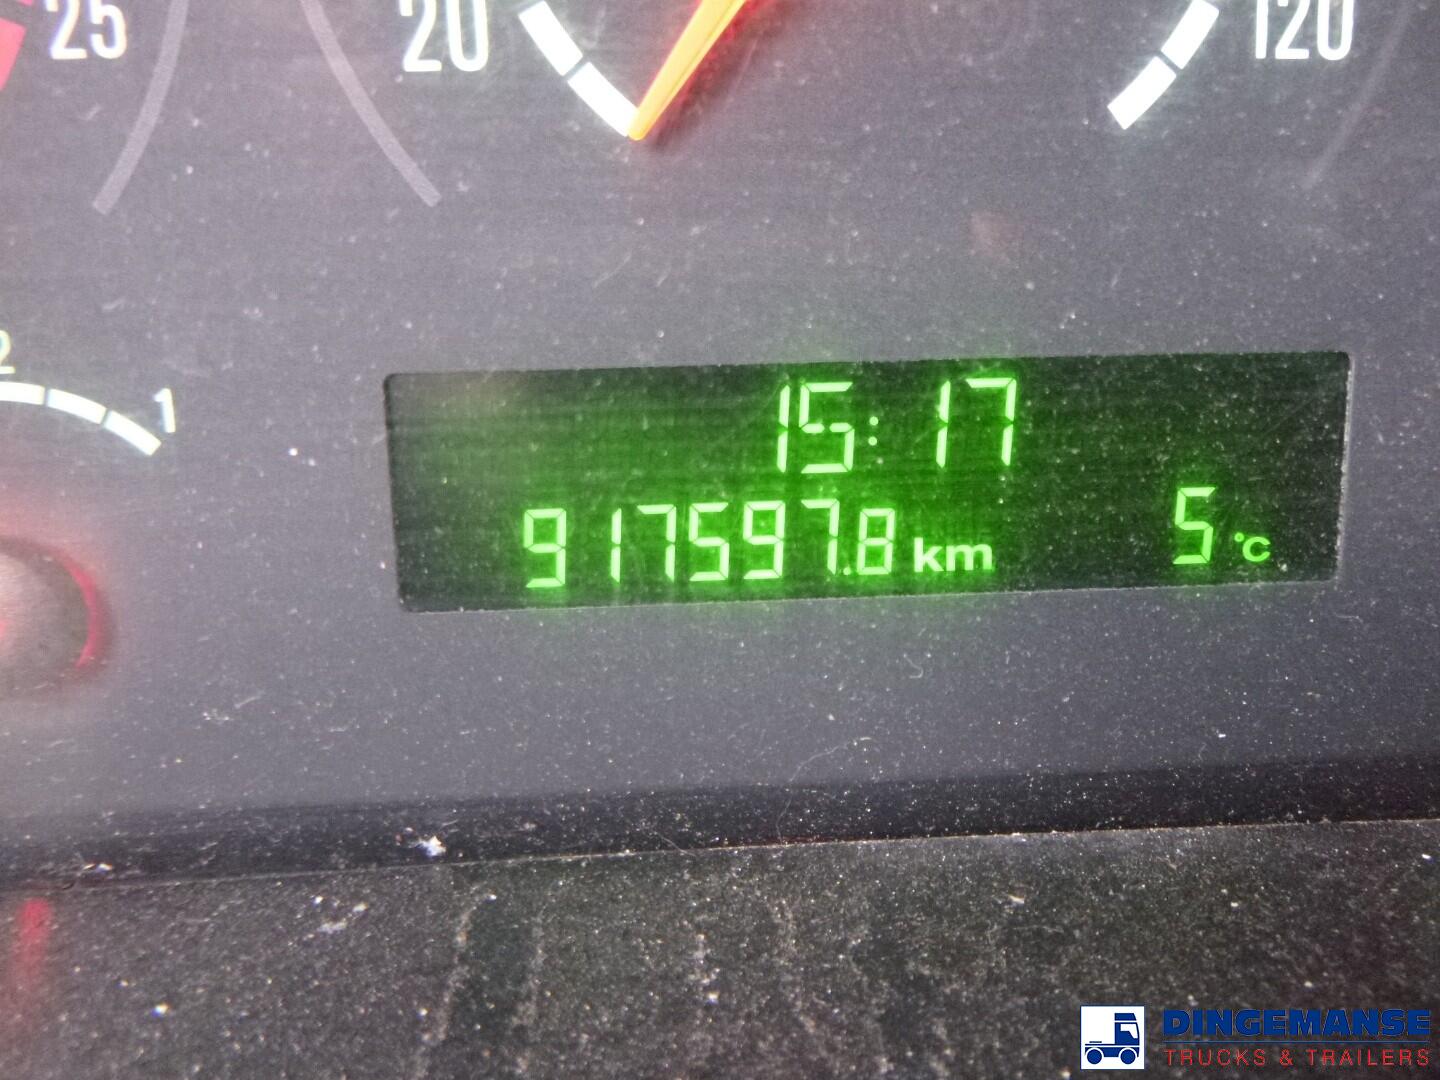 25
20
120
2
1
15:17
917597.8 km 5 °C
DINGEMANSE
TRUCKS & TRAILERS